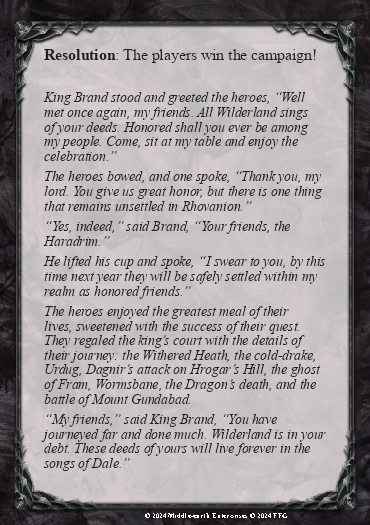 Resolution: The players win the campaign!
King Brand stood and greeted the heroes, “Well
met once again, my friends. All Wilderland sings
of your deeds. Honored shall you ever be among
my people. Come, sit at my table and enjoy the
celebration.”
The heroes bowed, and one spoke, “Thank you, my
lord. You give us great honor, but there is one thing
that remains unsettled in Rhovanion.”
“Yes, indeed,” said Brand, “Your friends, the
Haradrim.”
He lifted his cup and spoke, “I swear to you, by this
time next year they will be safely settled within my
realm as honored friends.”
The heroes enjoyed the greatest meal of their
lives, sweetened with the success of their quest.
They regaled the king’s court with the details of
their journey: the Withered Heath, the cold-drake,
Urdug, Dagnir’s attack on Hrogar’s Hill, the ghost
of Fram, Wormsbane, the Dragon’s death, and the
battle of Mount Gundabad.
“My friends,” said King Brand, “You have
journeyed far and done much. Wilderland is in your
debt. These deeds of yours will live forever in the
songs of Dale.”
© 2024 Middle-earth Enterprises © 2024 FFG